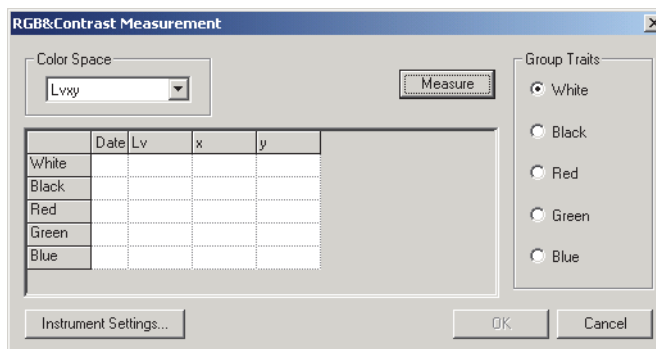 RGB&Contrast Measurement
Color Space
Lvxy
Measure
Group Traits
White
Black
Red
Green
Blue
Date Lv x y
White
Black
Red
Green
Blue
Instrument Settings...
OK
Cancel